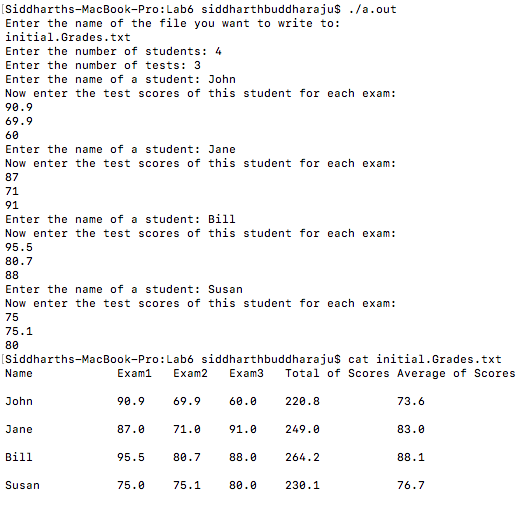 [Siddharths-MacBook-Pro:Lab6 siddharthbuddharaju$ ./a.out
Enter the name of the file you want to write to:
initial.Grades.txt
Enter the number of students: 4
Enter the number of tests: 3
Enter the name of a student: John
Now enter the test scores of this student for each exam:
90.9
69.9
60
Enter the name of a student: Jane
Now enter the test scores of this student for each exam:
87
71
91
Enter the name of a student: Bill
Now enter the test scores of this student for each exam:
95.5
80.7
88
Enter the name of a student: Susan
Now enter the test scores of this student for each exam:
75
75.1
80
[Siddharths-MacBook-Pro:Lab6 siddharthbuddharaju$ cat initial.Grades.txt
Name Exam1 Exam2 Exam3 Total of Scores Average of Scores
John 90.9 69.9 60.0 220.8 73.6
Jane 87.0 71.0 91.0 249.0 83.0
Bill 95.5 80.7 88.0 264.2 88.1
Susan 75.0 75.1 80.0 230.1 76.7